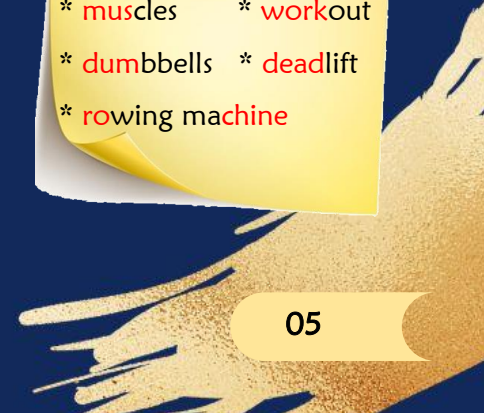 * muscles * workout
* dumbbells * deadlift
* rowing machine
05